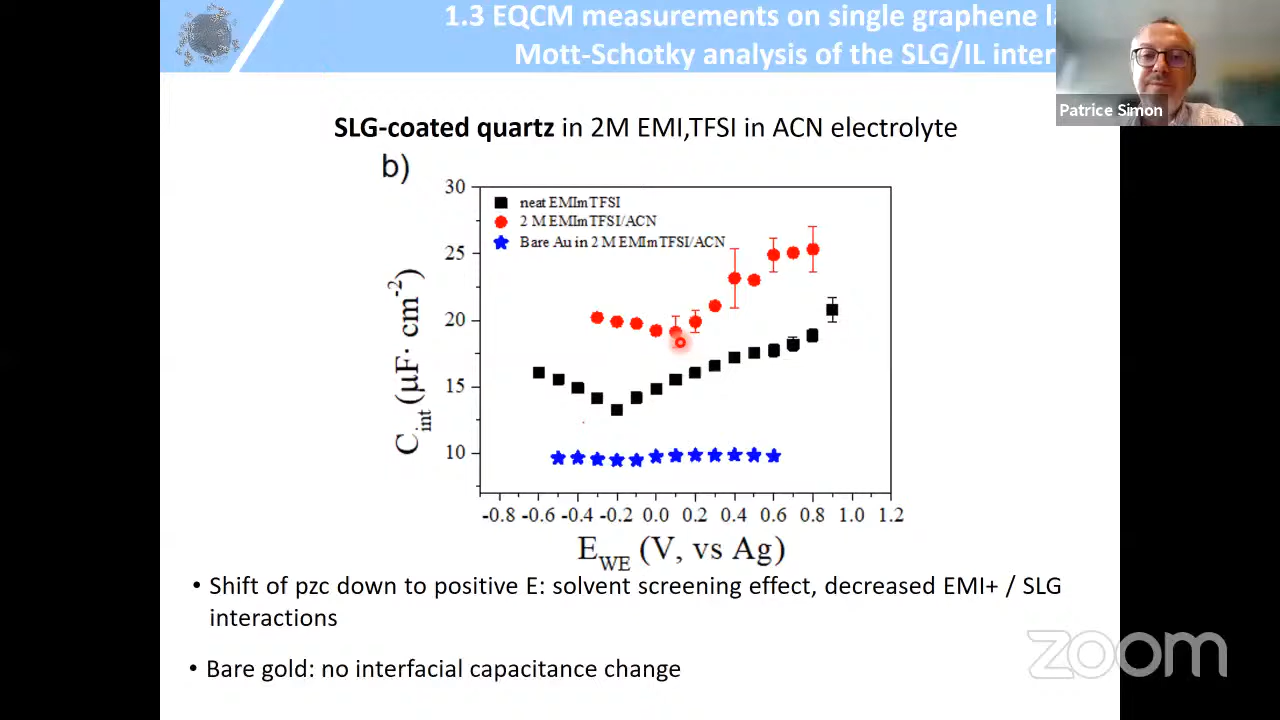 1.3 EQCM measurements on single graphene la
Mott-Schotky analysis of the SLG/IL inter
Patrice Simon
SLG-coated quartz in 2M EMI,TFSI in ACN electrolyte
b)
neat EMImTFSI
2 M EMImTFSI/ACN
Bare Au in 2 M EMImTFSI/ACN
30
25
20
15
10
C_int (μF· cm⁻²)
-0.8 -0.6 -0.4 -0.2 0.0 0.2 0.4 0.6 0.8 1.0 1.2
E_WE (V, vs Ag)
• Shift of pzc down to positive E: solvent screening effect, decreased EMI+ / SLG
interactions
• Bare gold: no interfacial capacitance change
zoom